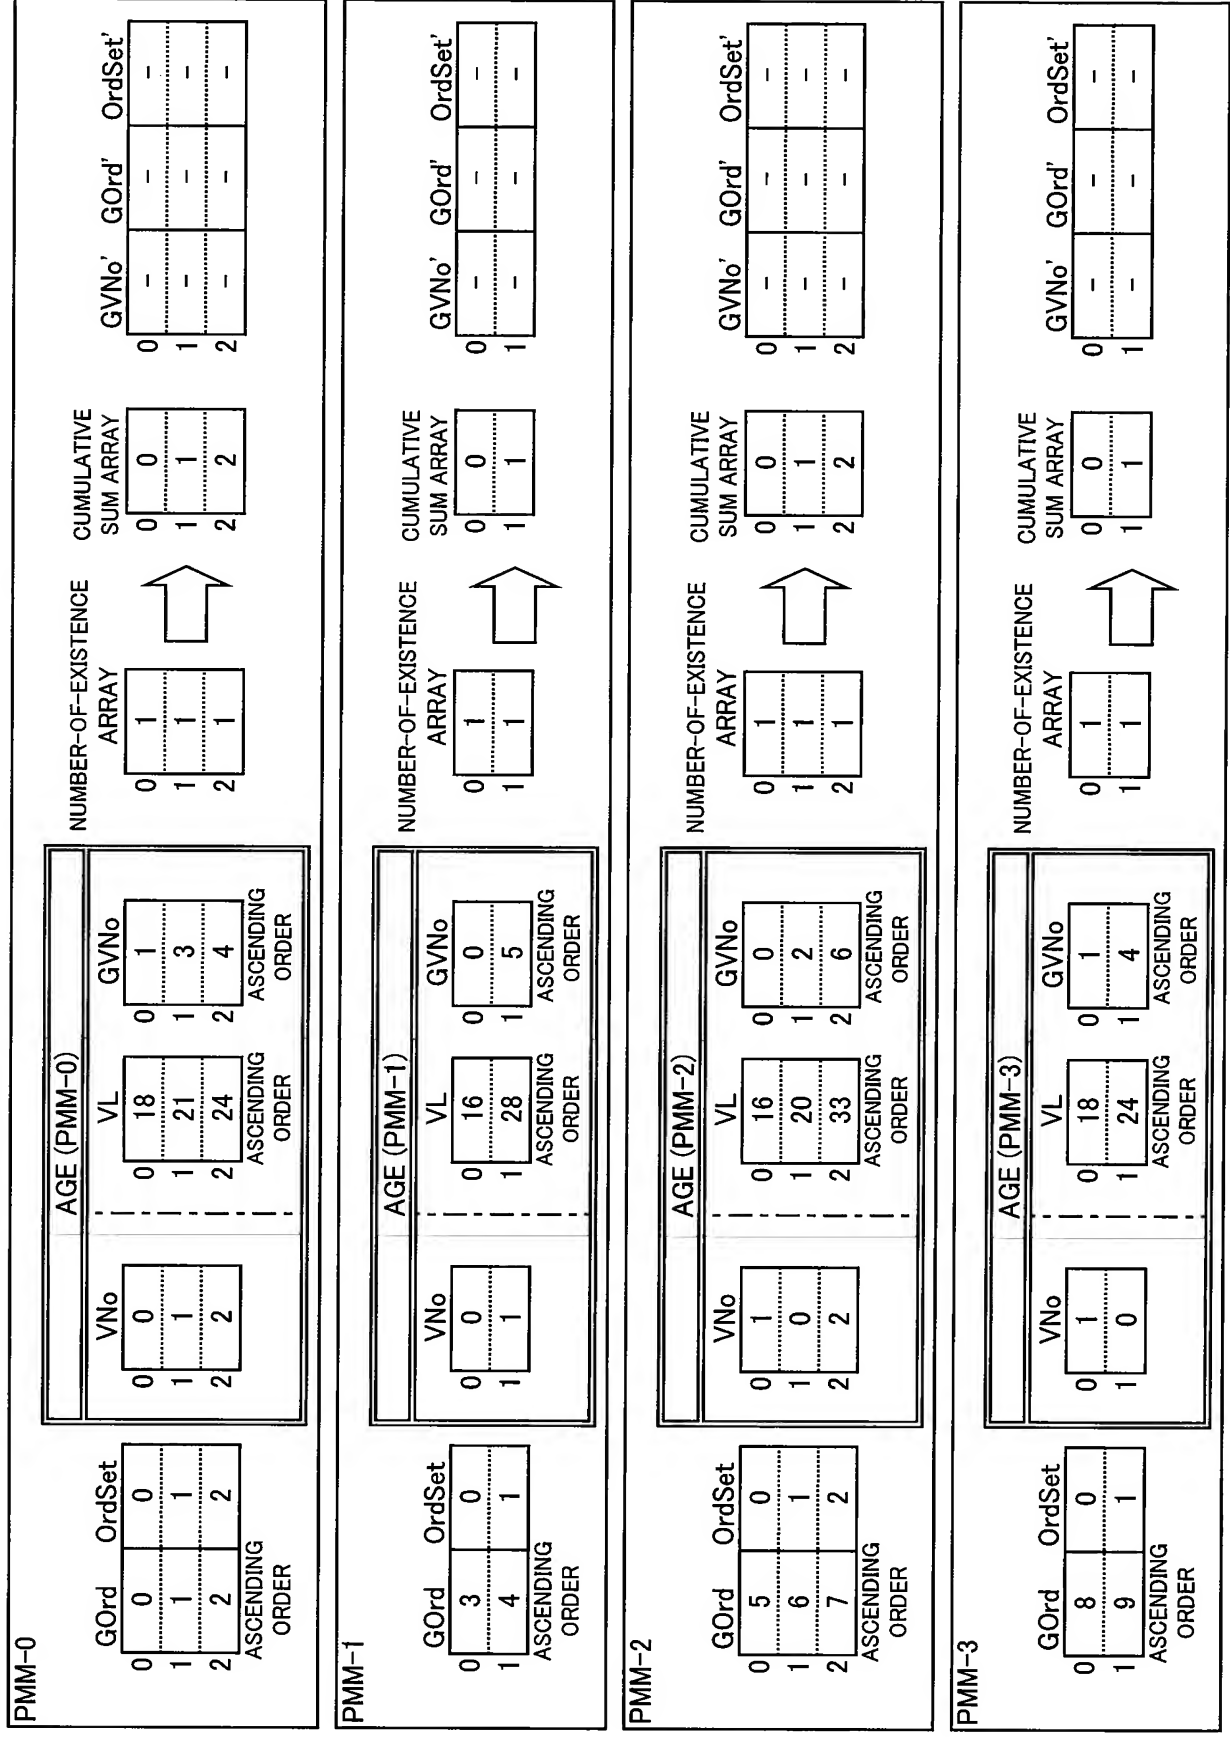 PMM-0
GOrd OrdSet
0 0 0
1 1 1
2 2 2
ASCENDING
ORDER
AGE (PMM-0)
VNo
0 0
1 1
2 2
VL
0 18
1 21
2 24
ASCENDING
ORDER
GVNo
0 1
1 3
2 4
ASCENDING
ORDER
NUMBER-OF-EXISTENCE
ARRAY
0 1
1 1
2 1
CUMULATIVE
SUM ARRAY
0 0
1 1
2 2
GVNo' GOrd' OrdSet'
0 - - -
1 - - -
2 - - -
PMM-1
GOrd OrdSet
0 3 0
1 4 1
ASCENDING
ORDER
AGE (PMM-1)
VNo
0 0
1 1
VL
0 16
1 28
ASCENDING
ORDER
GVNo
0 0
1 5
ASCENDING
ORDER
NUMBER-OF-EXISTENCE
ARRAY
0 1
1 1
CUMULATIVE
SUM ARRAY
0 0
1 1
GVNo' GOrd' OrdSet'
0 - - -
1 - - -
PMM-2
GOrd OrdSet
0 5 0
1 6 1
2 7 2
ASCENDING
ORDER
AGE (PMM-2)
VNo
0 1
1 0
2 2
VL
0 16
1 20
2 33
ASCENDING
ORDER
GVNo
0 0
1 2
2 6
ASCENDING
ORDER
NUMBER-OF-EXISTENCE
ARRAY
0 1
1 1
2 1
CUMULATIVE
SUM ARRAY
0 0
1 1
2 2
GVNo' GOrd' OrdSet'
0 - - -
1 - - -
2 - - -
PMM-3
GOrd OrdSet
0 8 0
1 9 1
ASCENDING
ORDER
AGE (PMM-3)
VNo
0 1
1 0
VL
0 18
1 24
ASCENDING
ORDER
GVNo
0 1
1 4
ASCENDING
ORDER
NUMBER-OF-EXISTENCE
ARRAY
0 1
1 1
CUMULATIVE
SUM ARRAY
0 0
1 1
GVNo' GOrd' OrdSet'
0 - - -
1 - - -